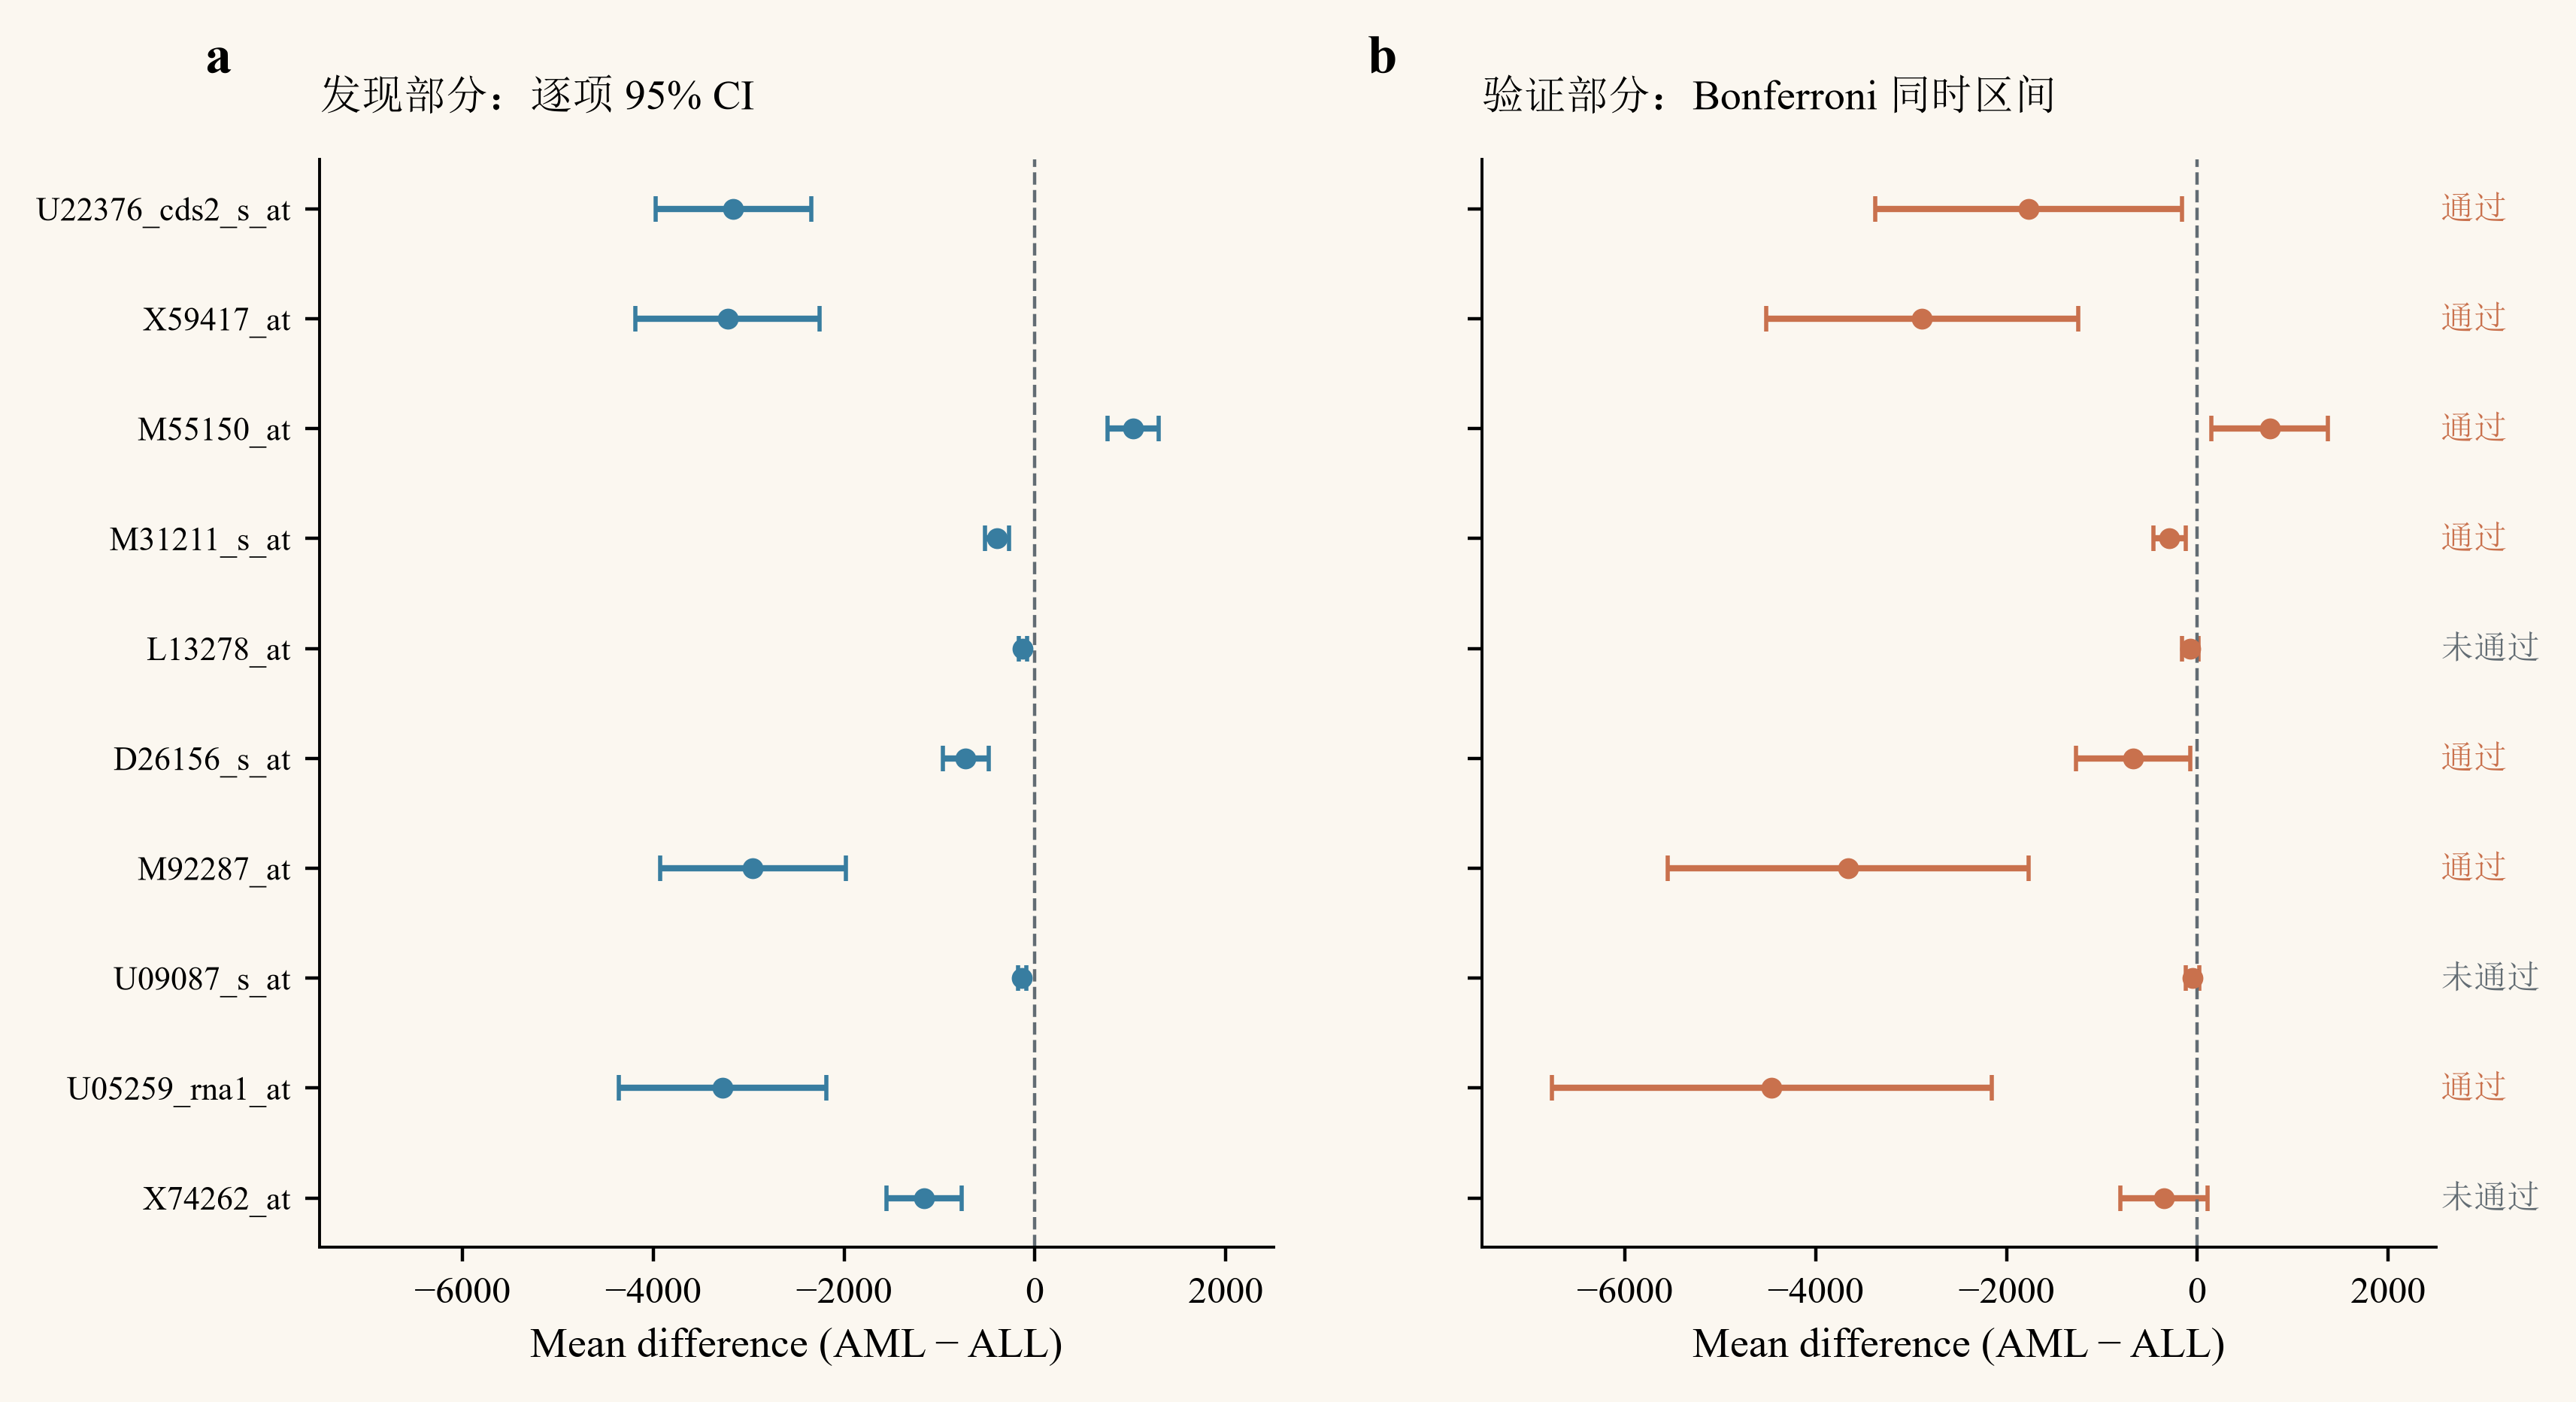 a
发现部分：逐项 95% CI
U22376_cds2_s_at
X59417_at
M55150_at
M31211_s_at
L13278_at
D26156_s_at
M92287_at
U09087_s_at
U05259_rna1_at
X74262_at
−6000
−4000
−2000
0
2000
Mean difference (AML − ALL)
b
验证部分：Bonferroni 同时区间
通过
通过
通过
通过
未通过
通过
通过
未通过
通过
未通过
−6000
−4000
−2000
0
2000
Mean difference (AML − ALL)